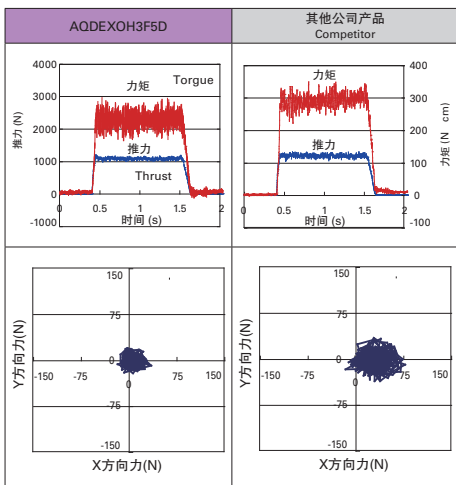 AQDEXOH3F5D
其他公司产品
Competitor
4000
3000
2000
1000
0
-1000
推力 (N)
力矩 Torgue
推力
Thrust
0 0.5 1 1.5 2
时间 (s)
力矩
推力
400
300
200
100
0
-100
力矩 (N cm)
0 0.5 1 1.5 2
时间 (s)
150
75
0
-75
-150
-150 -75 0 75 150
Y方向力(N)
X方向力(N)
150
75
0
-75
-150
-150 -75 0 75 150
Y方向力(N)
X方向力(N)